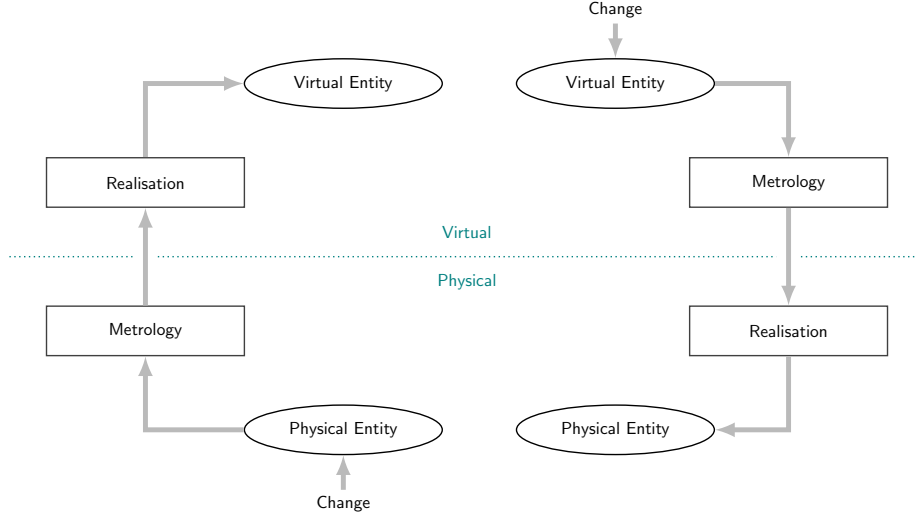 Change
Virtual Entity
Virtual Entity
Realisation
Metrology
Virtual
Physical
Metrology
Realisation
Physical Entity
Physical Entity
Change